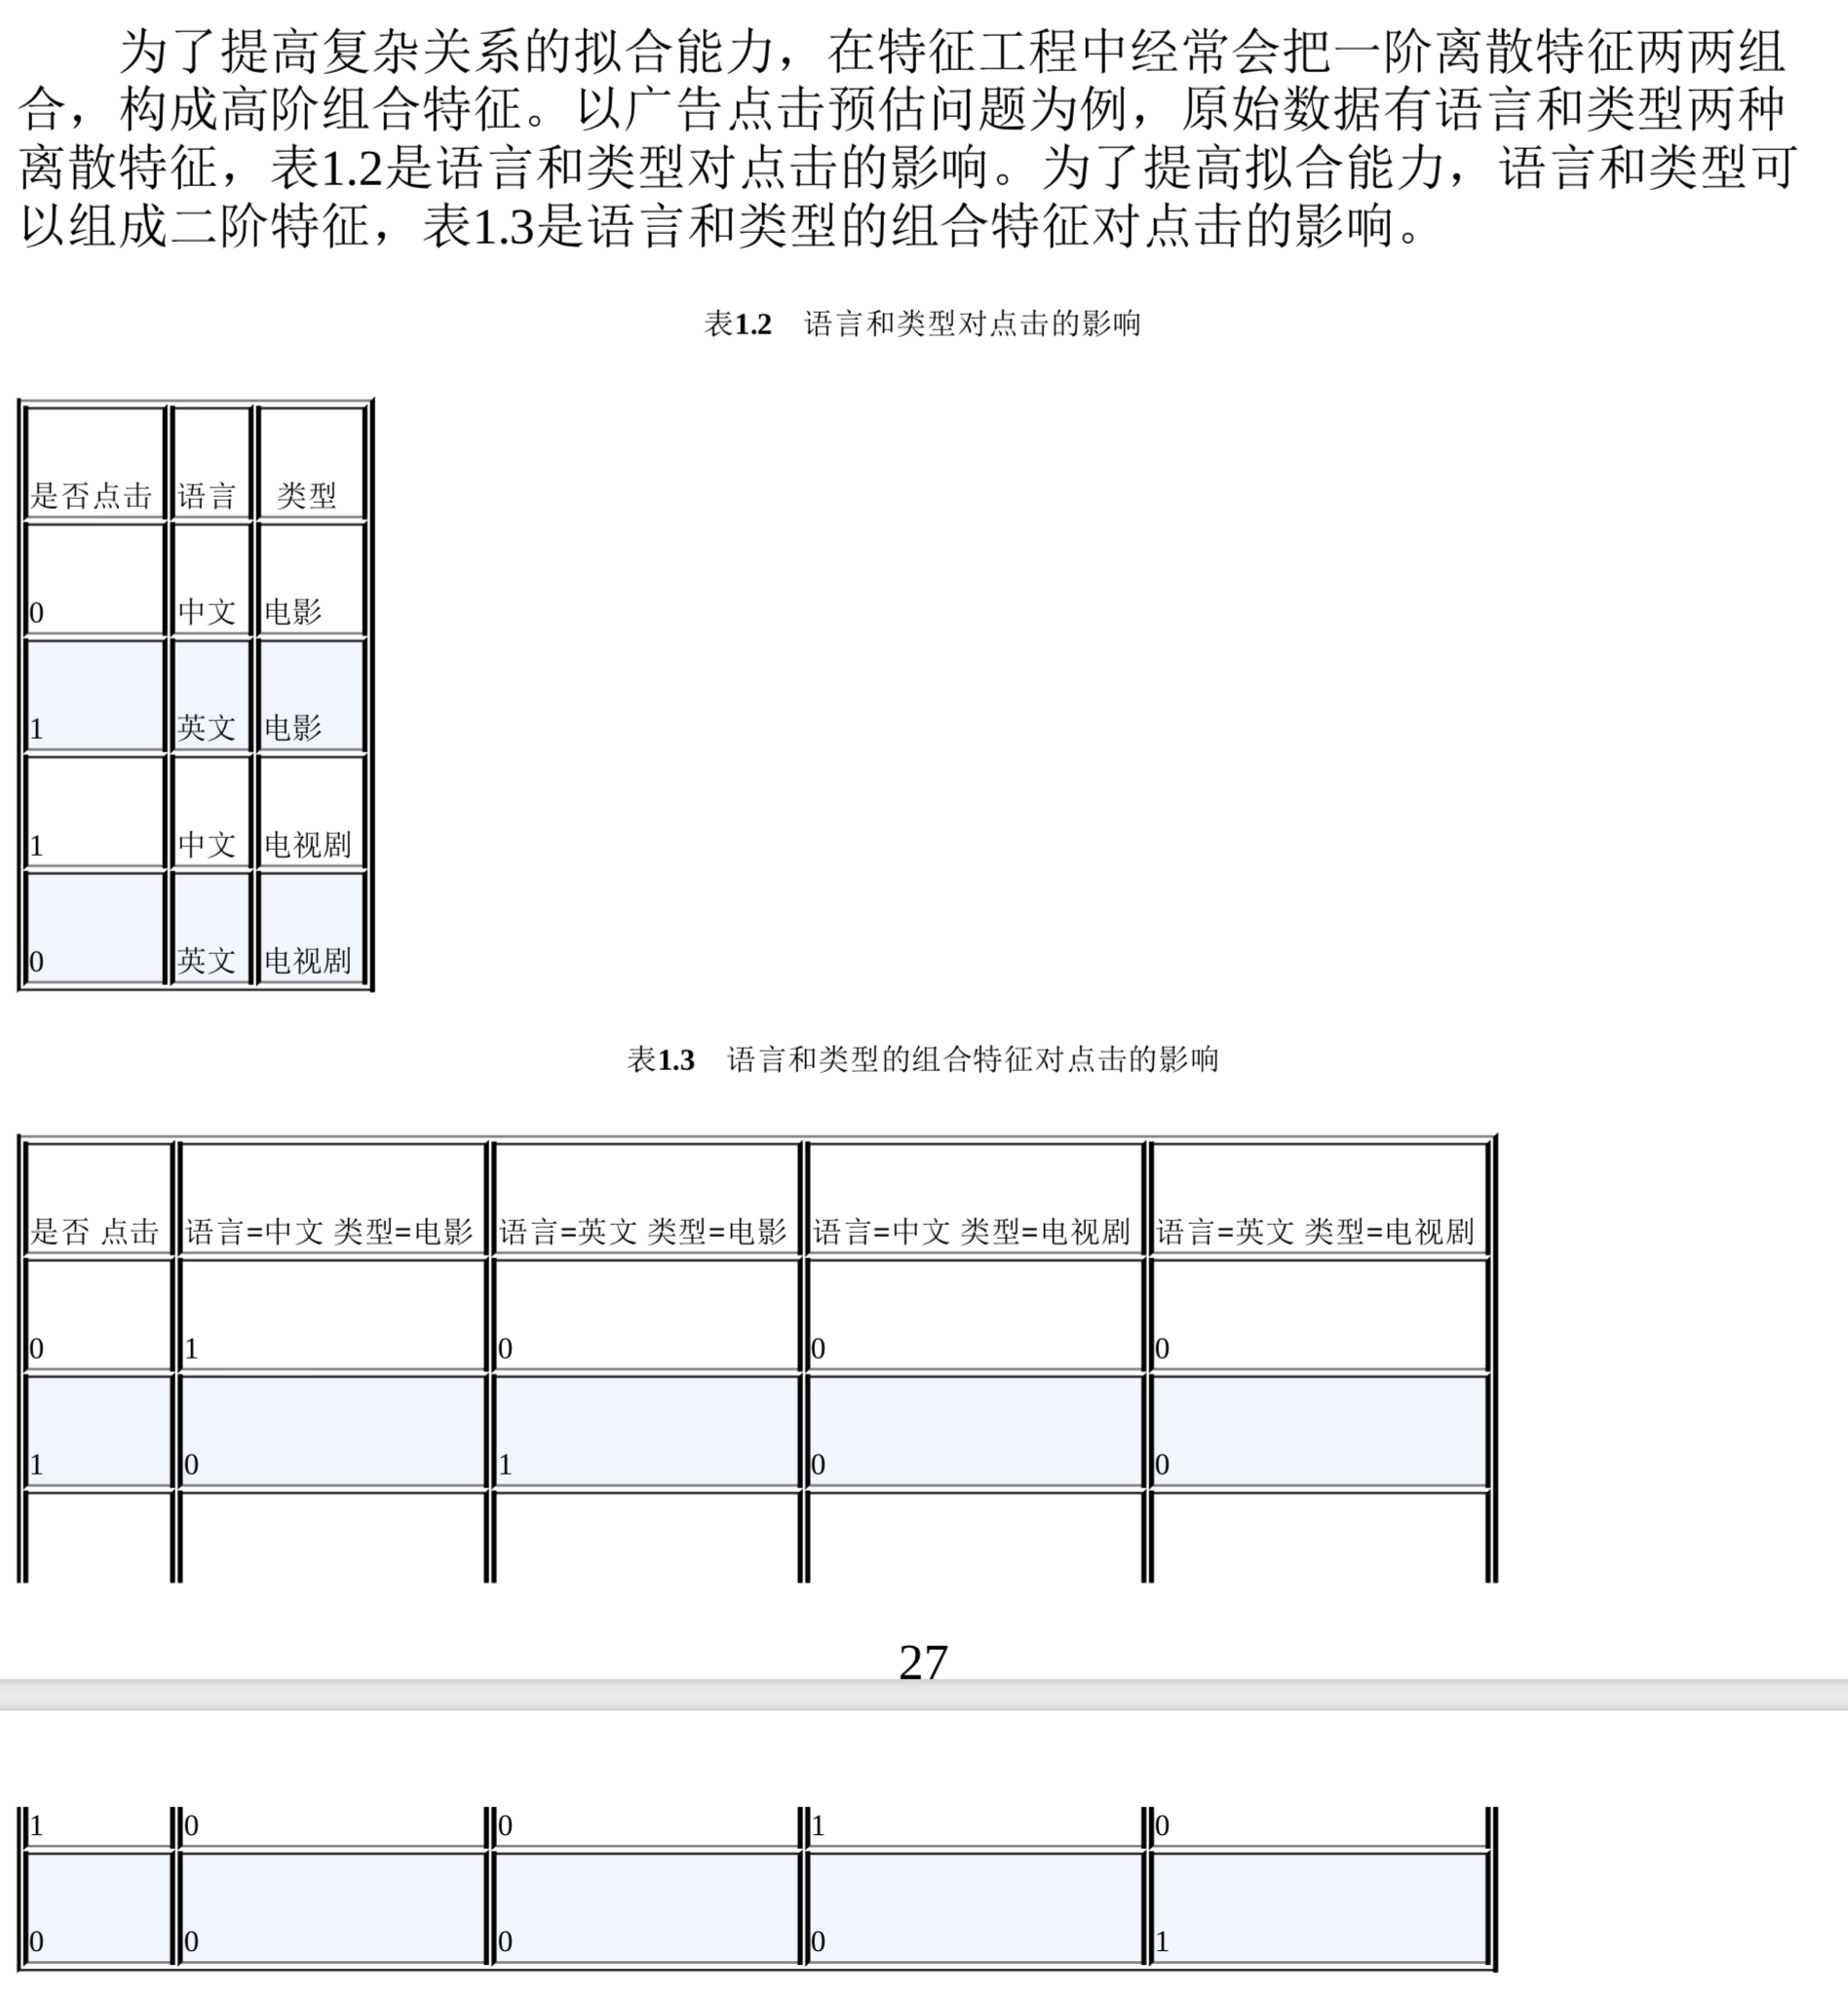 为了提高复杂关系的拟合能力，在特征工程中经常会把一阶离散特征两两组
合，构成高阶组合特征。以广告点击预估问题为例，原始数据有语言和类型两种
离散特征，表1.2是语言和类型对点击的影响。为了提高拟合能力，语言和类型可
以组成二阶特征，表1.3是语言和类型的组合特征对点击的影响。
表1.2 语言和类型对点击的影响
是否点击 语言 类型
0 中文 电影
1 英文 电影
1 中文 电视剧
0 英文 电视剧
表1.3 语言和类型的组合特征对点击的影响
是否 点击 语言=中文 类型=电影 语言=英文 类型=电影 语言=中文 类型=电视剧 语言=英文 类型=电视剧
0 1 0 0 0
1 0 1 0 0
27
1 0 0 1 0
0 0 0 0 1